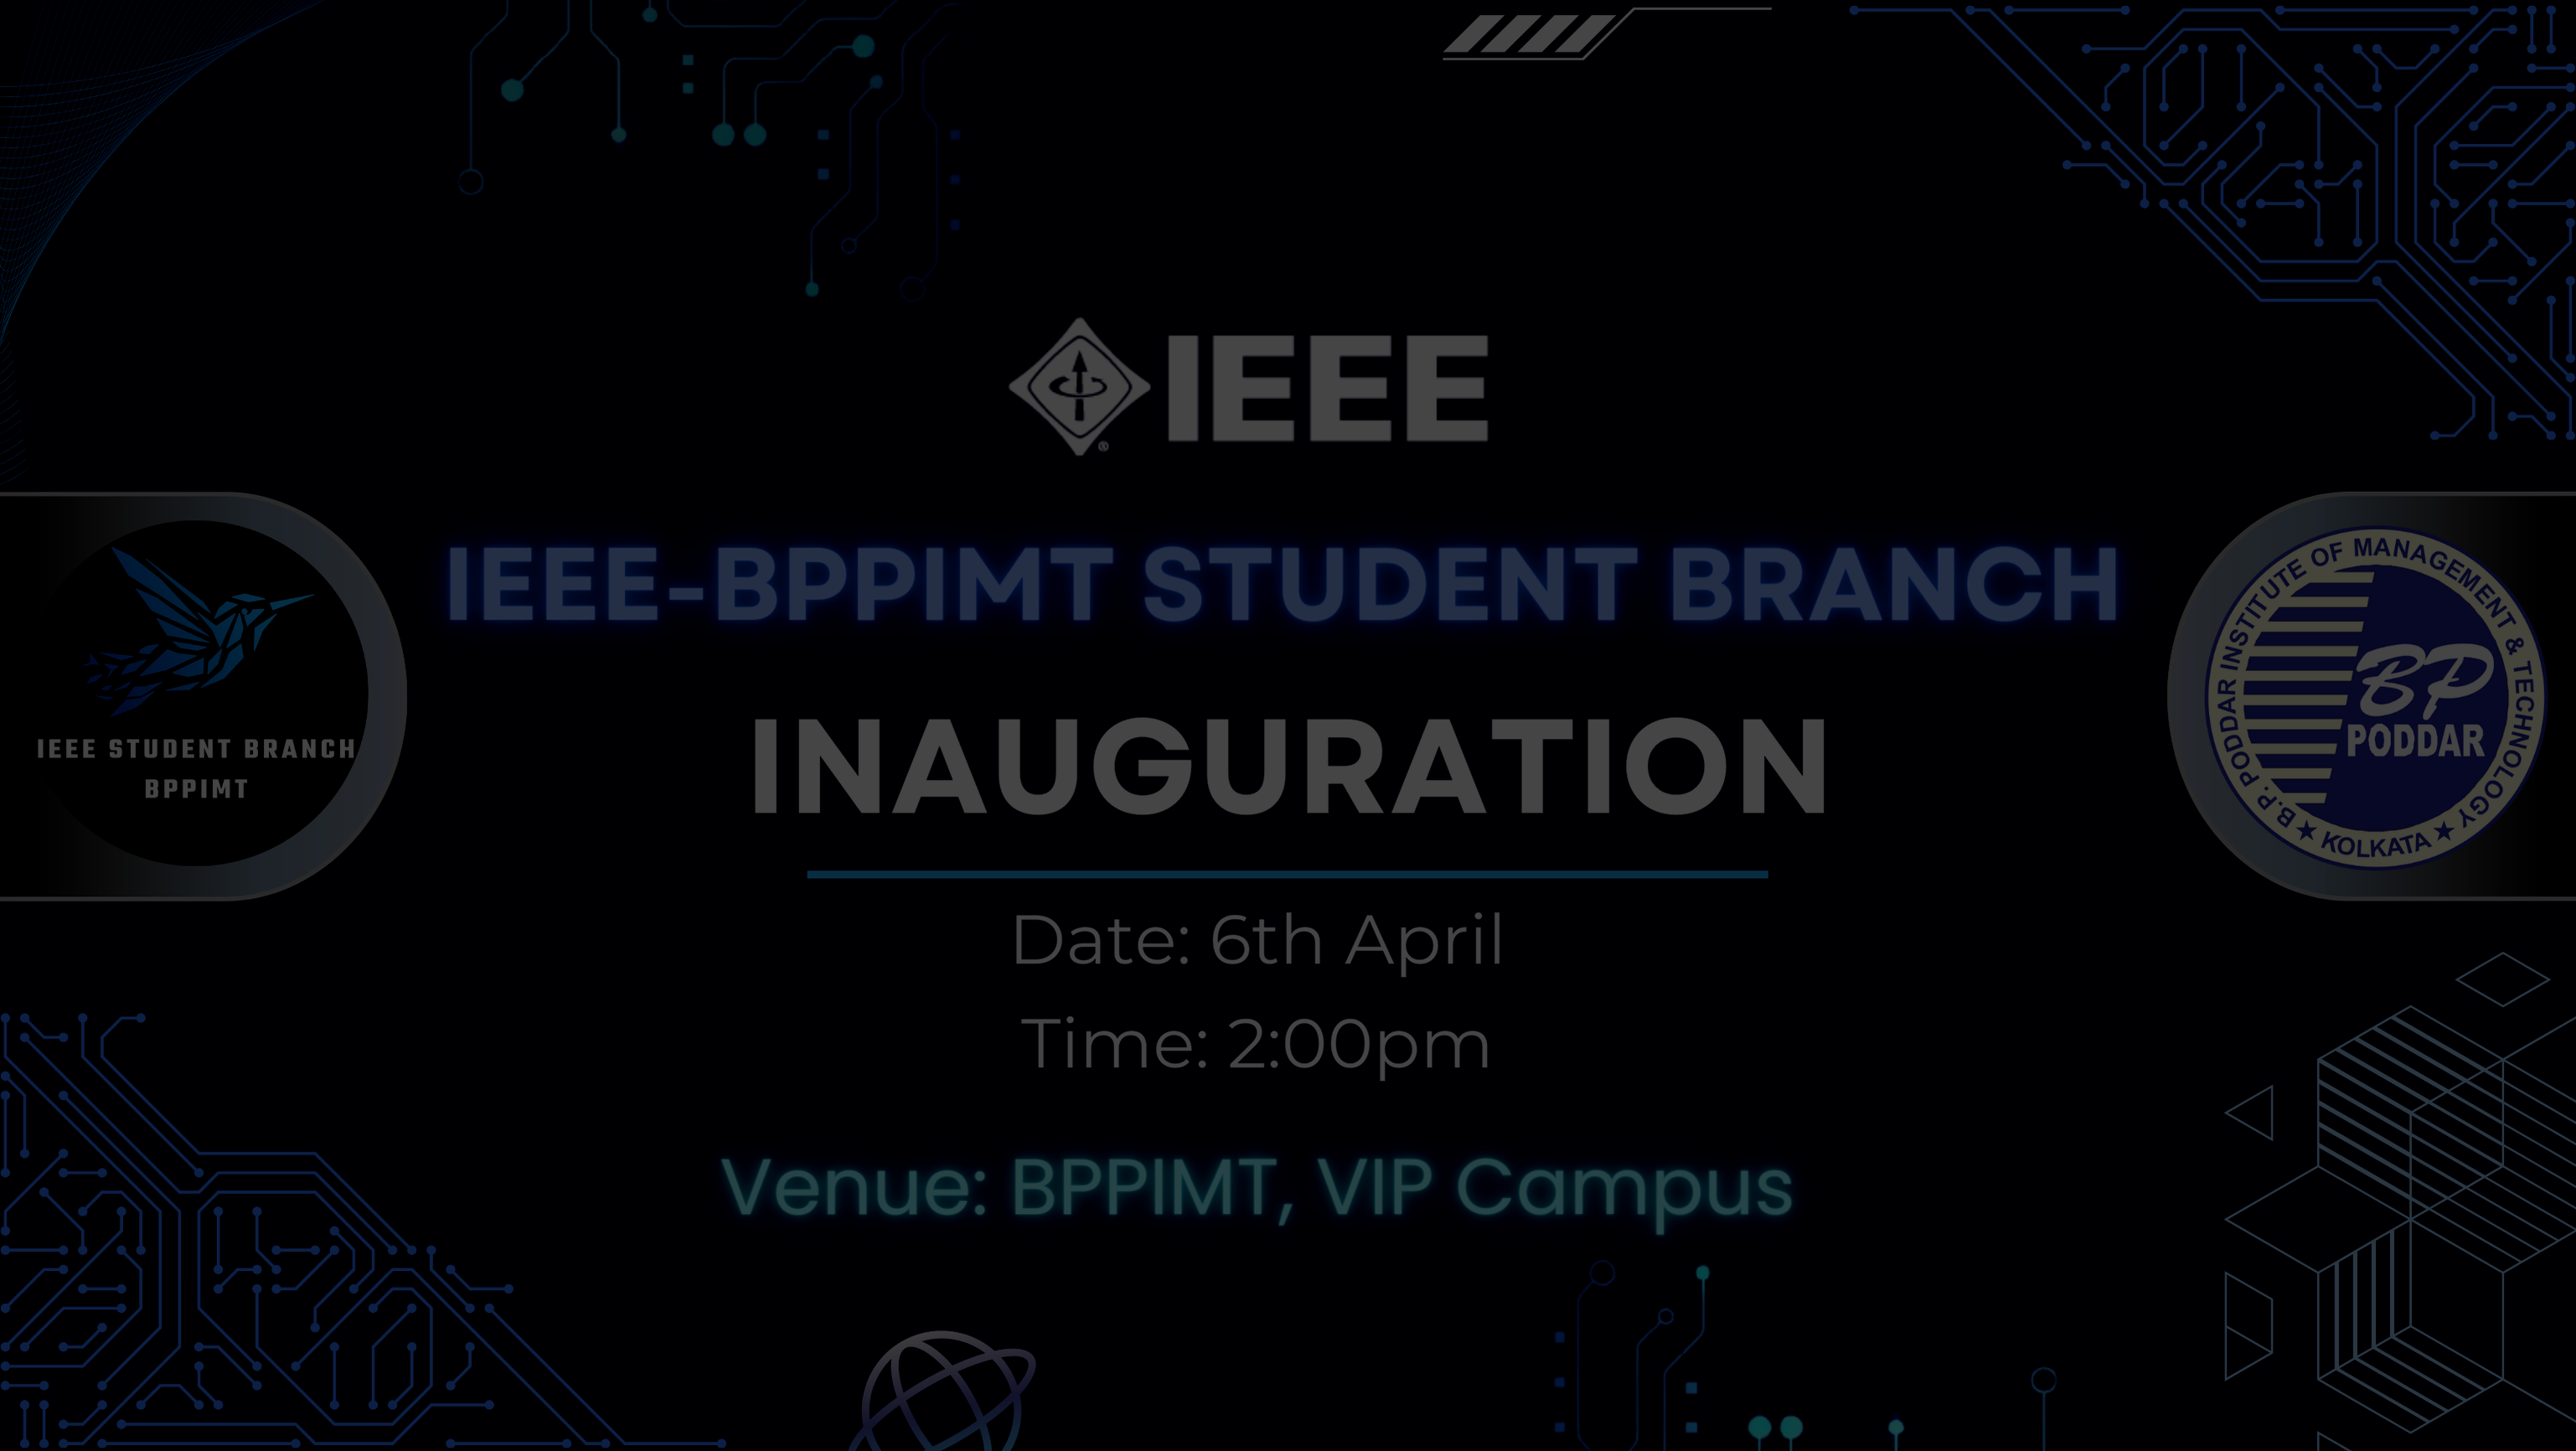 IEEE
IEEE-BPPIMT STUDENT BRANCH
INAUGURATION
Date: 6th April
Time: 2:00pm
Venue: BPPIMT, VIP Campus
IEEE STUDENT BRANCH
BPPIMT
B.P. PODDAR INSTITUTE OF MANAGEMENT & TECHNOLOGY
★ KOLKATA ★
BP
PODDAR